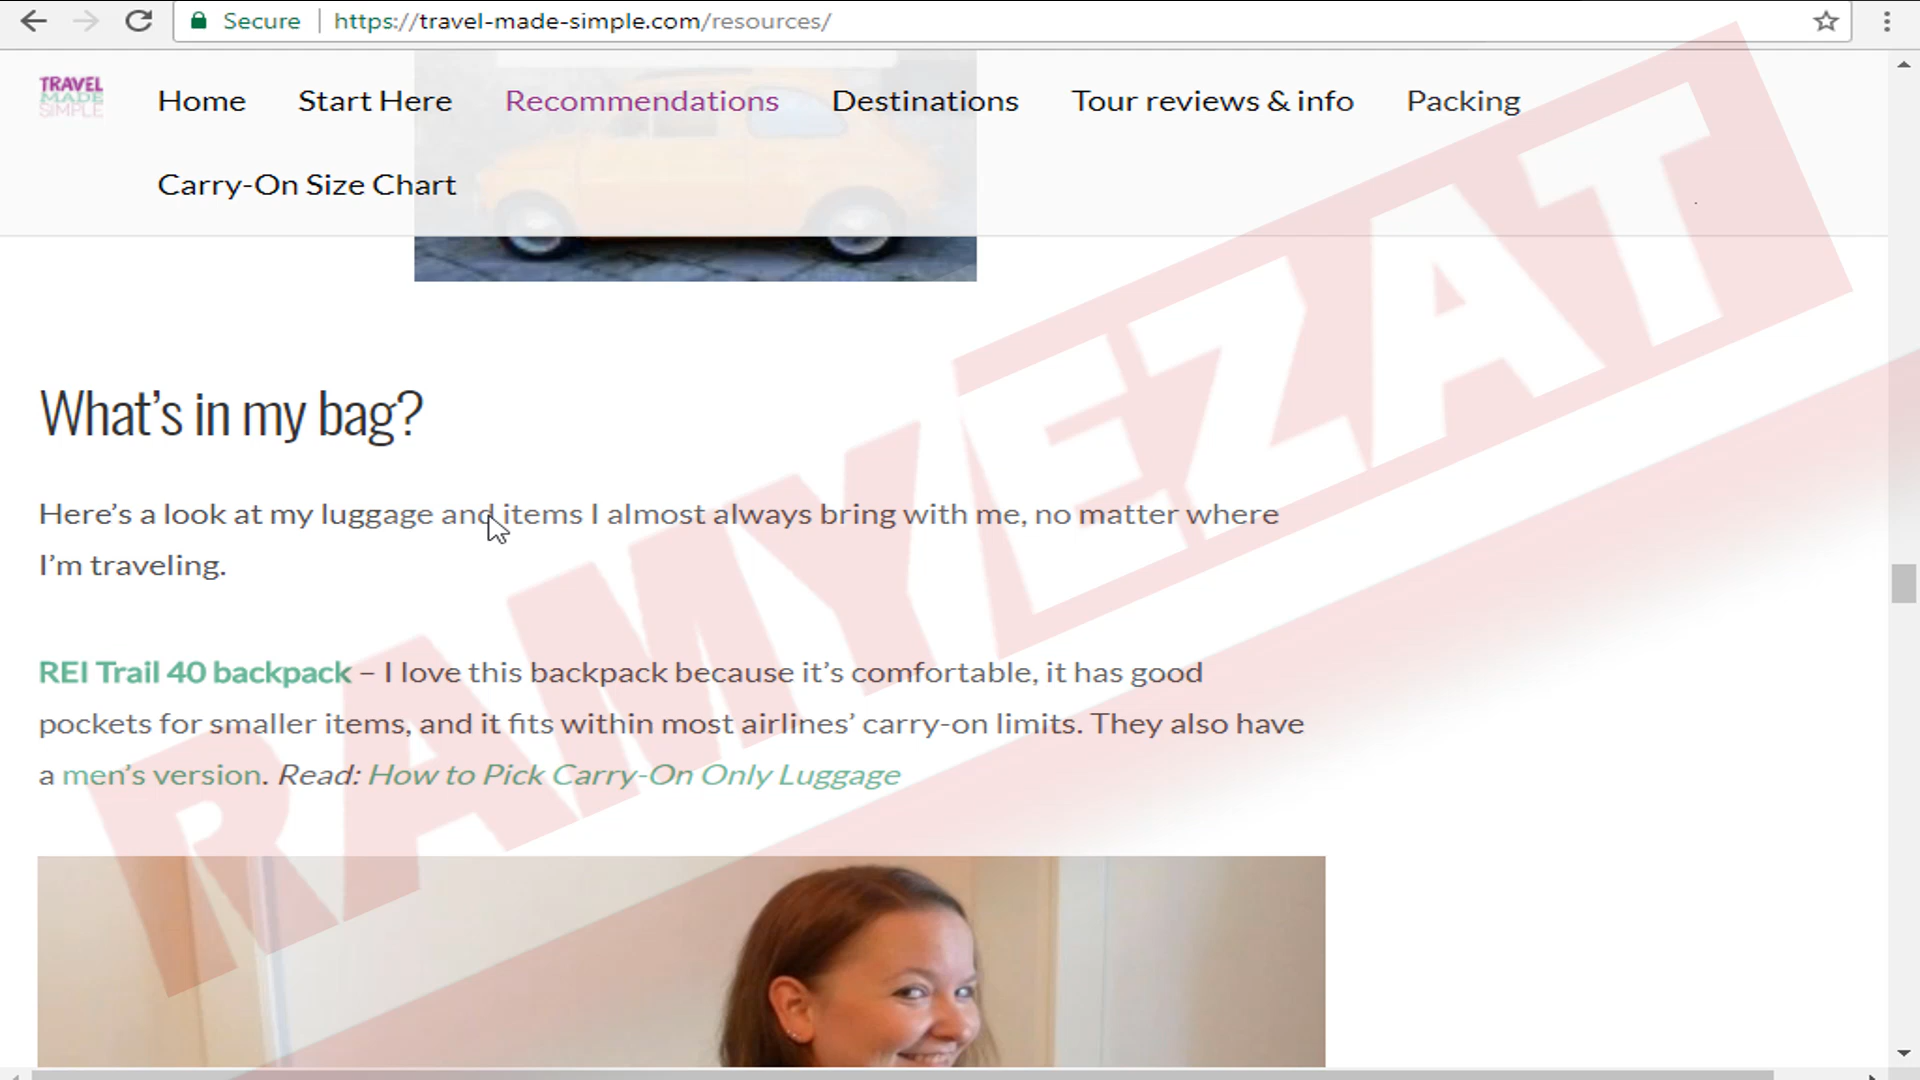 Secure
https://travel-made-simple.com/resources/
TRAVEL
MADE
SIMPLE
Home
Start Here
Recommendations
Destinations
Tour reviews & info
Packing
Carry-On Size Chart
What's in my bag?
Here's a look at my luggage and items I almost always bring with me, no matter where
I'm traveling.
REI Trail 40 backpack – I love this backpack because it's comfortable, it has good
pockets for smaller items, and it fits within most airlines' carry-on limits. They also have
a men's version. Read: How to Pick Carry-On Only Luggage
RAMYEZAT